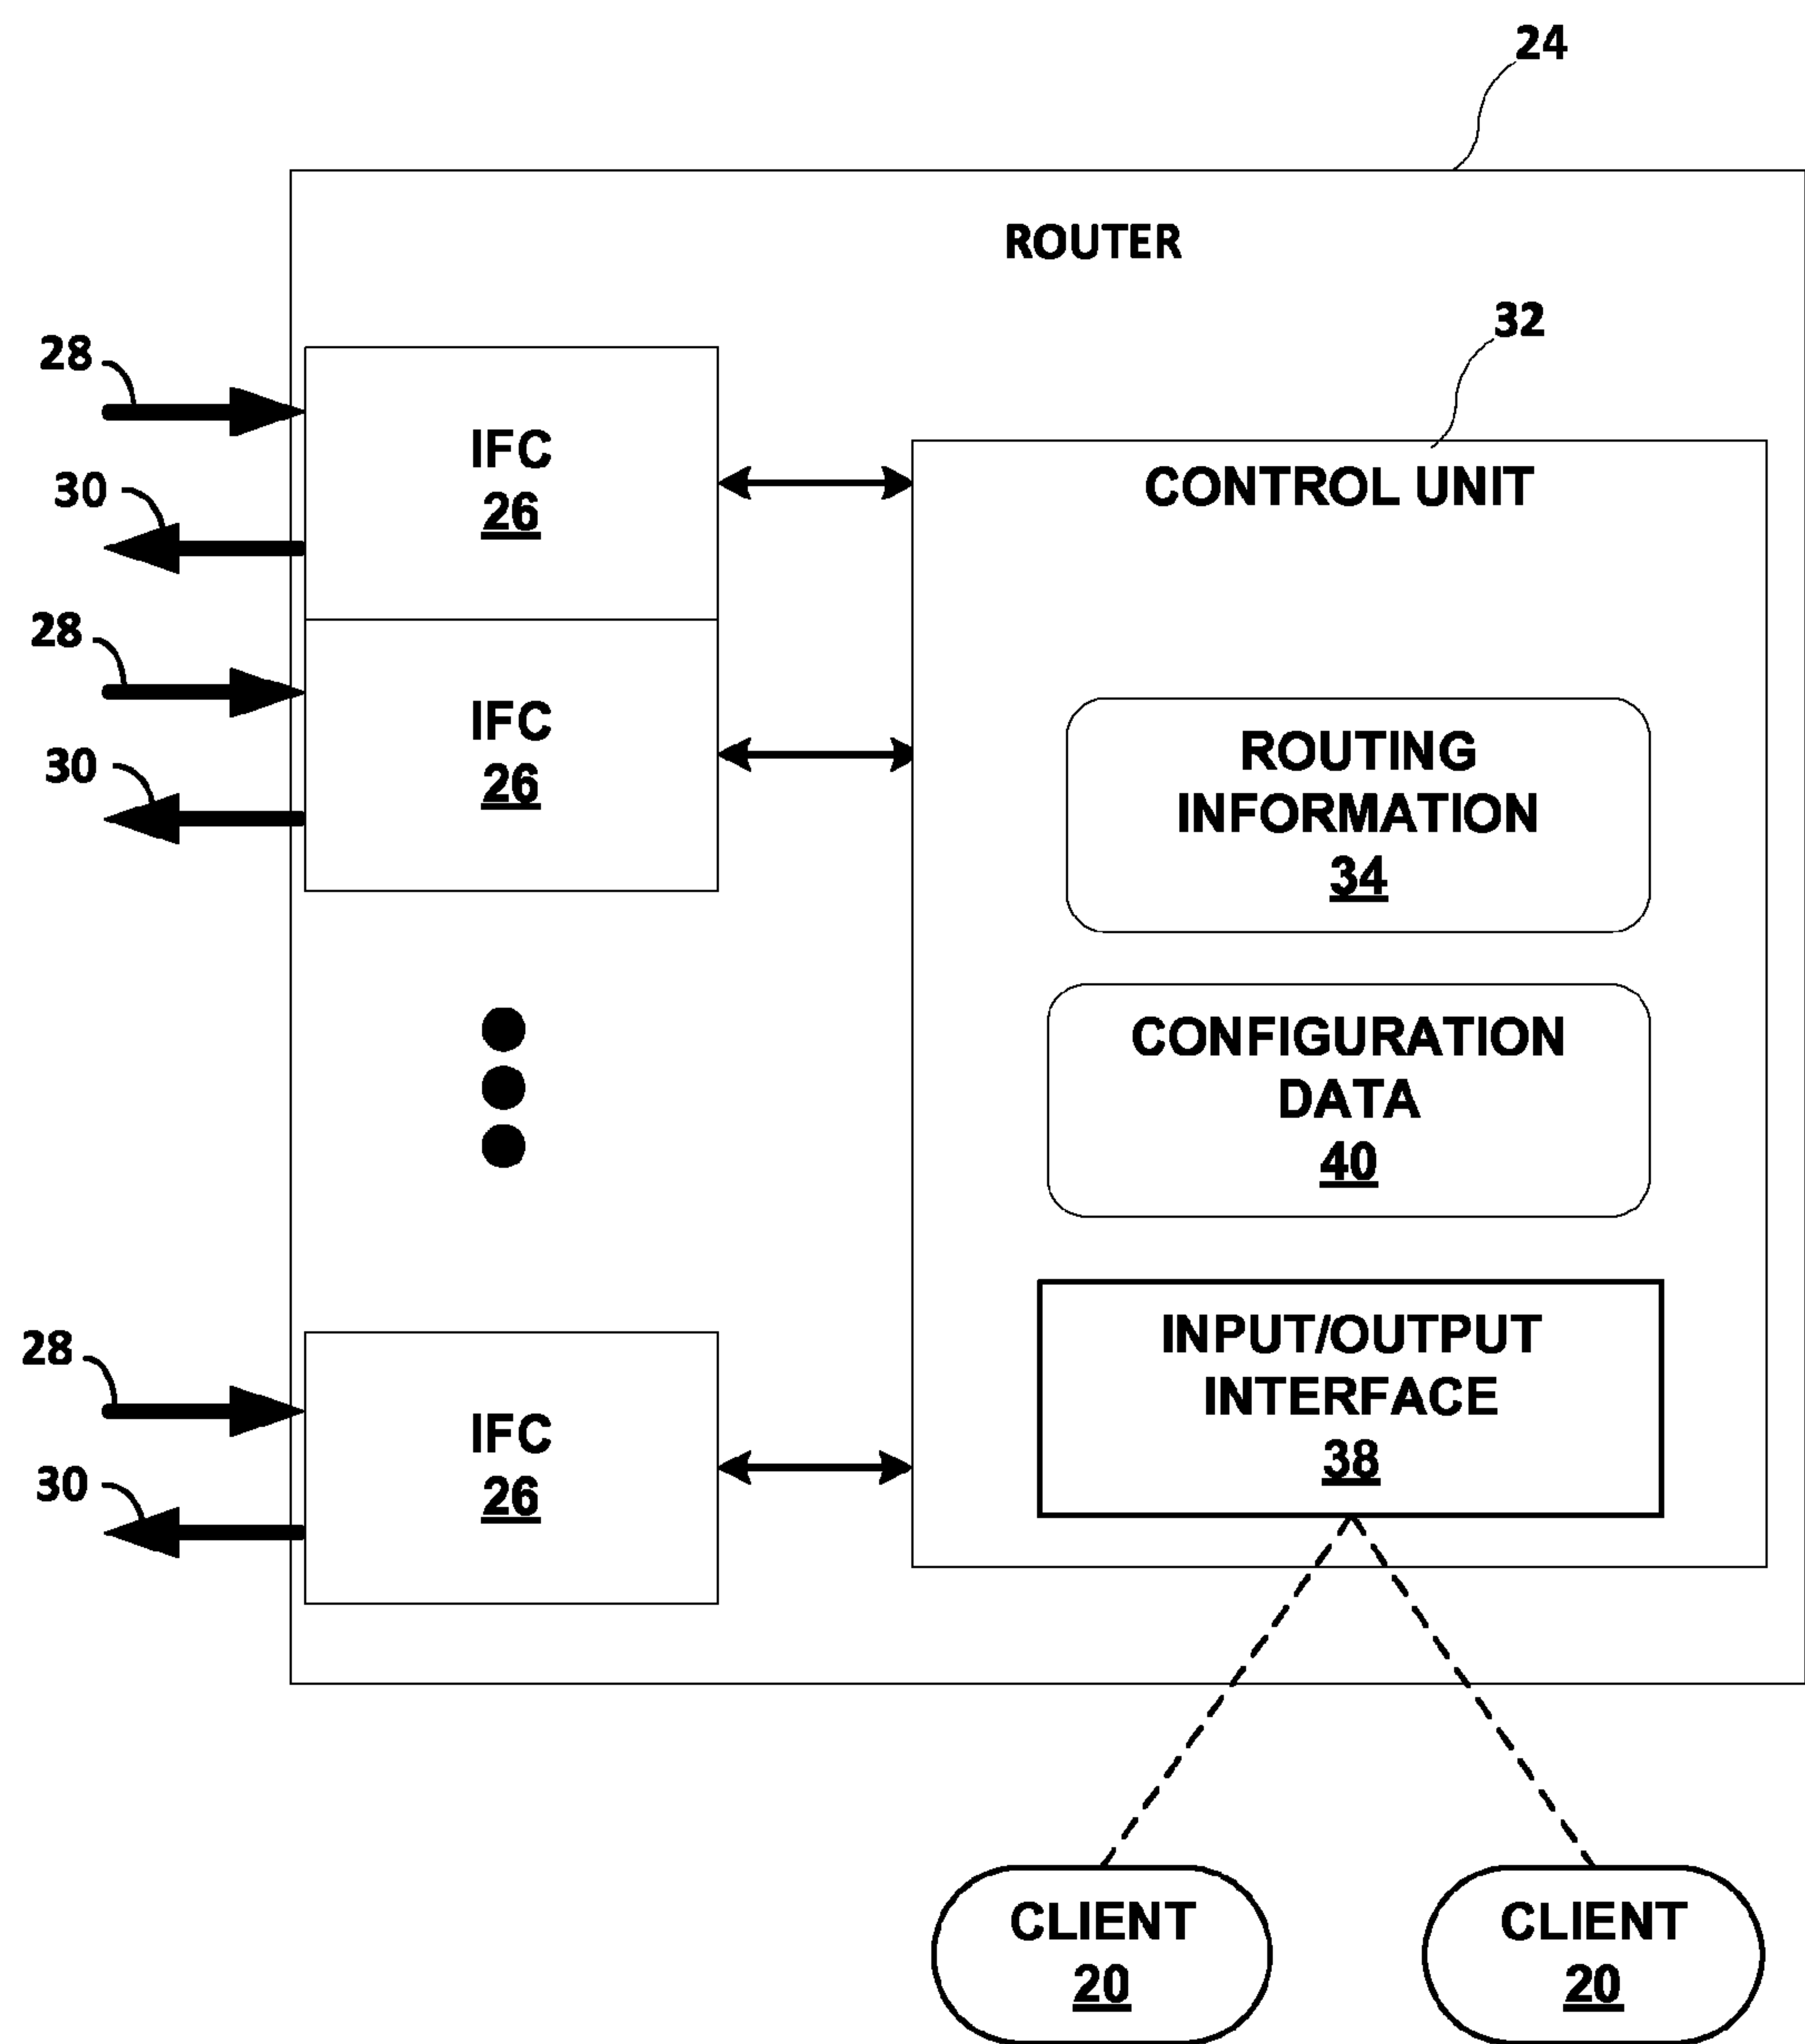 24
ROUTER
32
28
IFC
26
30
CONTROL UNIT
28
IFC
26
30
ROUTING
INFORMATION
34
CONFIGURATION
DATA
40
28
IFC
26
30
INPUT/OUTPUT
INTERFACE
38
CLIENT
20
CLIENT
20